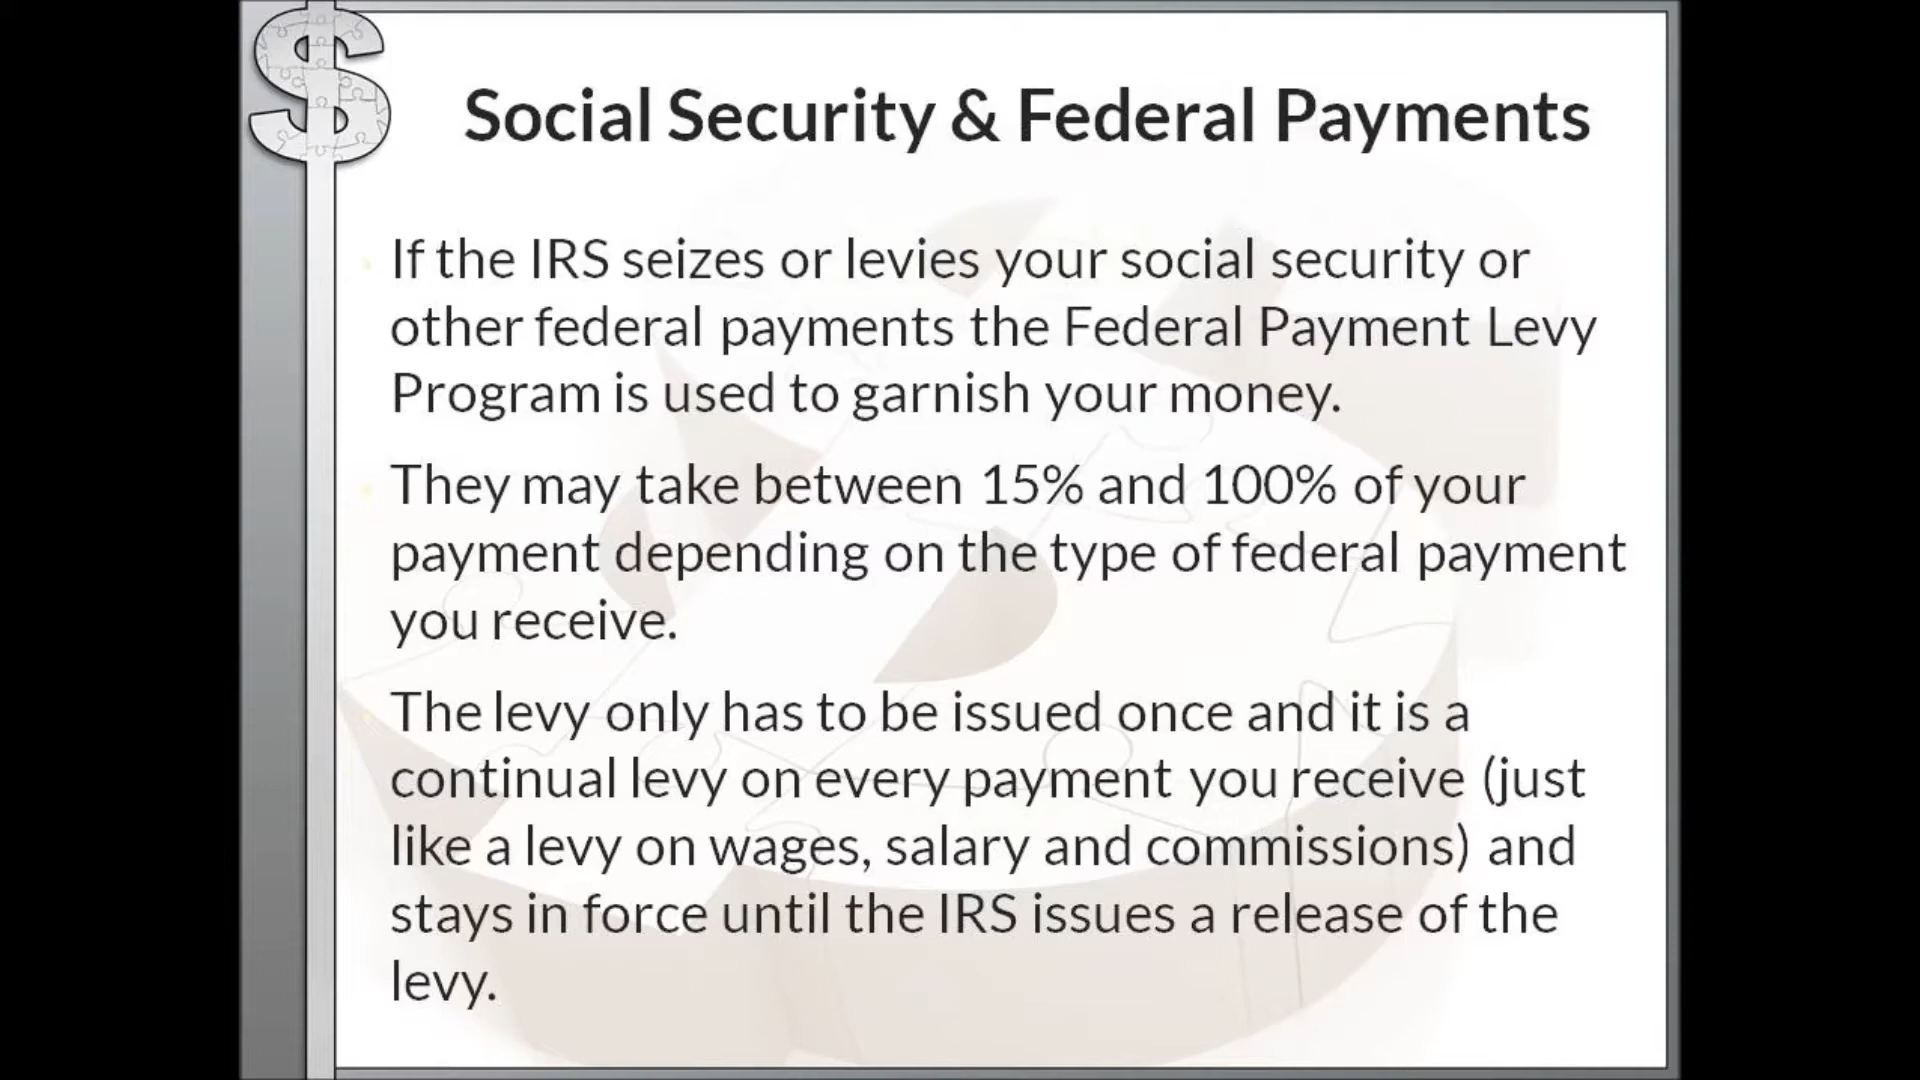 Social Security & Federal Payments
If the IRS seizes or levies your social security or
other federal payments the Federal Payment Levy
Program is used to garnish your money.
They may take between 15% and 100% of your
payment depending on the type of federal payment
you receive.
The levy only has to be issued once and it is a
continual levy on every payment you receive (just
like a levy on wages, salary and commissions) and
stays in force until the IRS issues a release of the
levy.